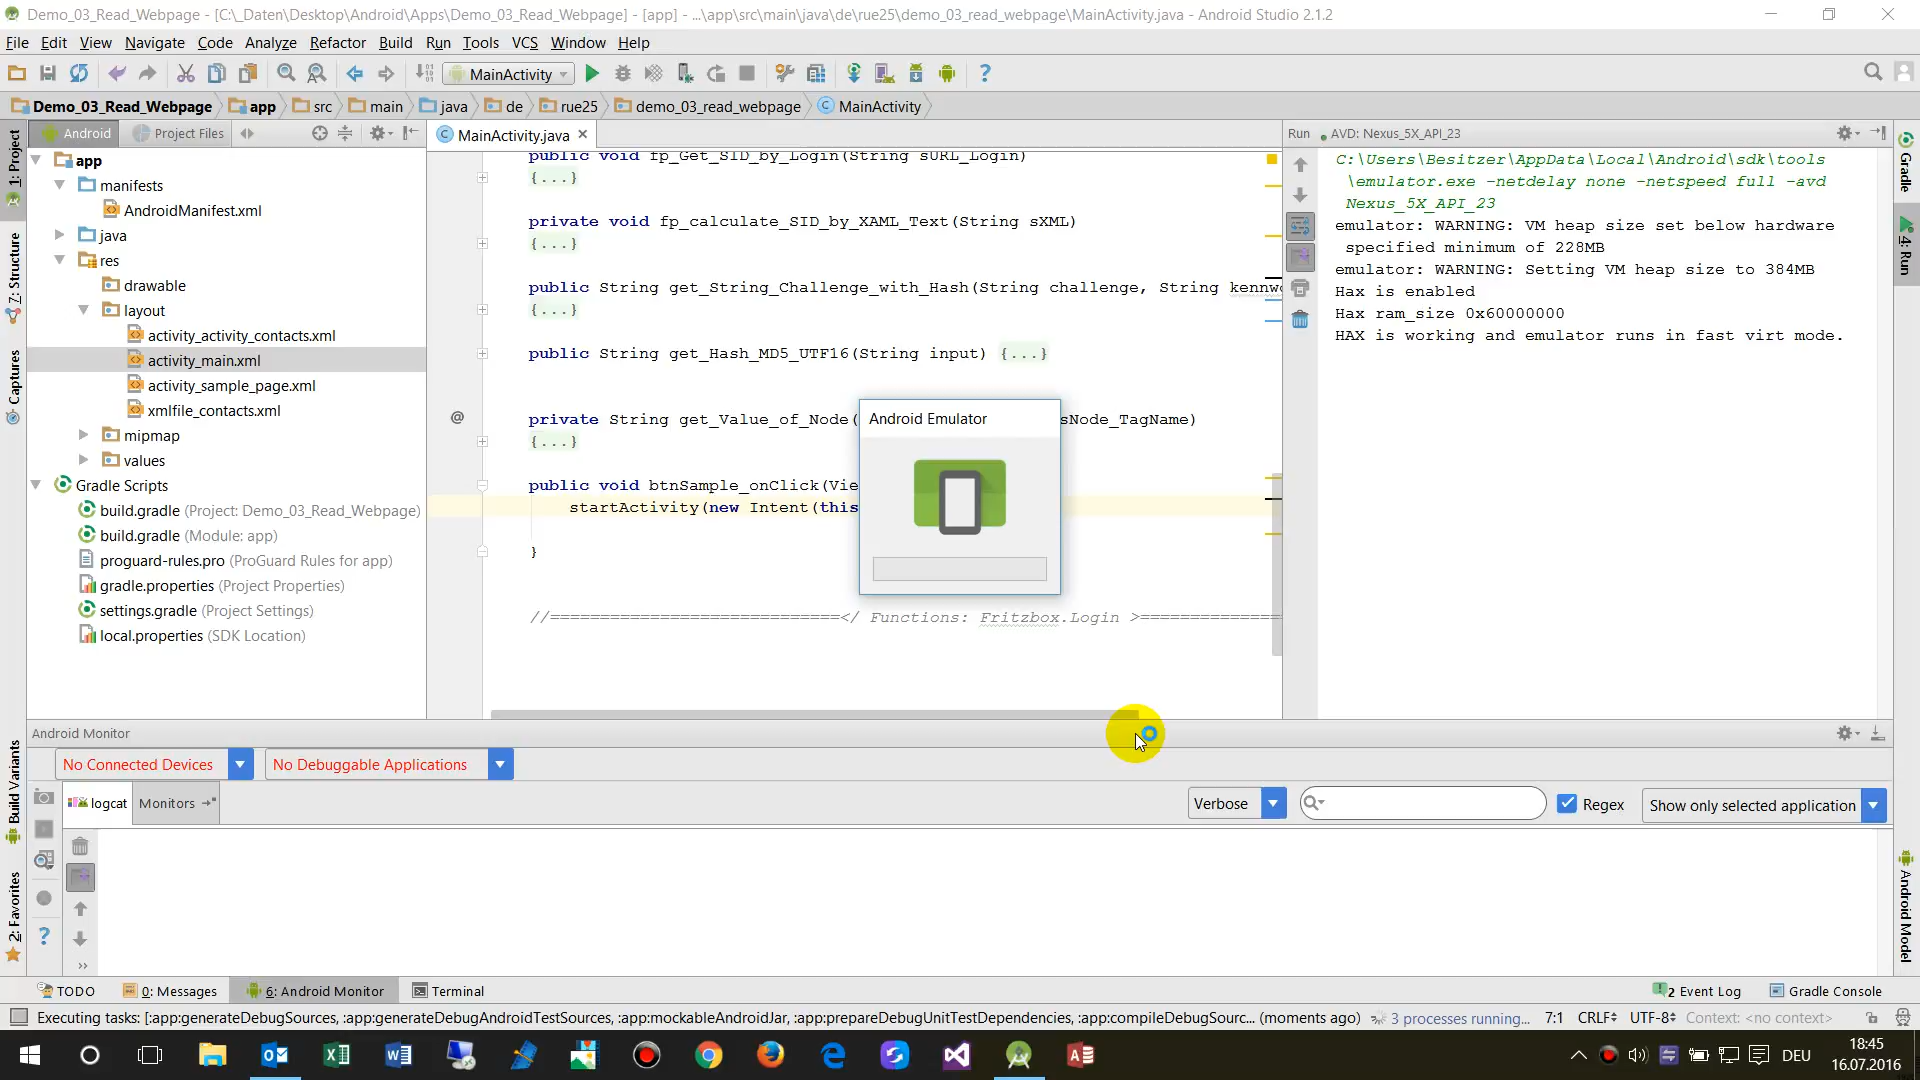 Demo_03_Read_Webpage - [C:\_Daten\Desktop\Android\Apps\Demo_03_Read_Webpage] - [app] - ...\app\src\main\java\de\rue25\demo_03_read_webpage\MainActivity.java - Android Studio 2.1.2
File Edit View Navigate Code Analyze Refactor Build Run Tools VCS Window Help
MainActivity
Demo_03_Read_Webpage app src main java de rue25 demo_03_read_webpage MainActivity
Android Project Files
MainActivity.java
Run AVD: Nexus_5X_API_23
1: Project
7: Structure
Captures
Build Variants
2: Favorites
app
manifests
AndroidManifest.xml
java
res
drawable
layout
activity_activity_contacts.xml
activity_main.xml
activity_sample_page.xml
xmlfile_contacts.xml
mipmap
values
Gradle Scripts
build.gradle (Project: Demo_03_Read_Webpage)
build.gradle (Module: app)
proguard-rules.pro (ProGuard Rules for app)
gradle.properties (Project Properties)
settings.gradle (Project Settings)
local.properties (SDK Location)
public void fp_Get_SID_by_Login(String sURL_Login)
{...}
private void fp_calculate_SID_by_XAML_Text(String sXML)
{...}
public String get_String_Challenge_with_Hash(String challenge, String kennw
{...}
public String get_Hash_MD5_UTF16(String input) {...}
@
private String get_Value_of_Node( sNode_TagName)
{...}
public void btnSample_onClick(Vie
startActivity(new Intent(this
}
//=============================</ Functions: Fritzbox.Login >===============
Android Emulator
C:\Users\Besitzer\AppData\Local\Android\sdk\tools
\emulator.exe -netdelay none -netspeed full -avd
Nexus_5X_API_23
emulator: WARNING: VM heap size set below hardware
specified minimum of 228MB
emulator: WARNING: Setting VM heap size to 384MB
Hax is enabled
Hax ram_size 0x60000000
HAX is working and emulator runs in fast virt mode.
Gradle
4: Run
Android Model
Android Monitor
No Connected Devices No Debuggable Applications
logcat Monitors
Verbose Regex Show only selected application
TODO 0: Messages 6: Android Monitor Terminal 2 Event Log Gradle Console
Executing tasks: [:app:generateDebugSources, :app:generateDebugAndroidTestSources, :app:mockableAndroidJar, :app:prepareDebugUnitTestDependencies, :app:compileDebugSourc... (moments ago) 3 processes running... 7:1 CRLF UTF-8 Context: <no context>
DEU
18:45
16.07.2016